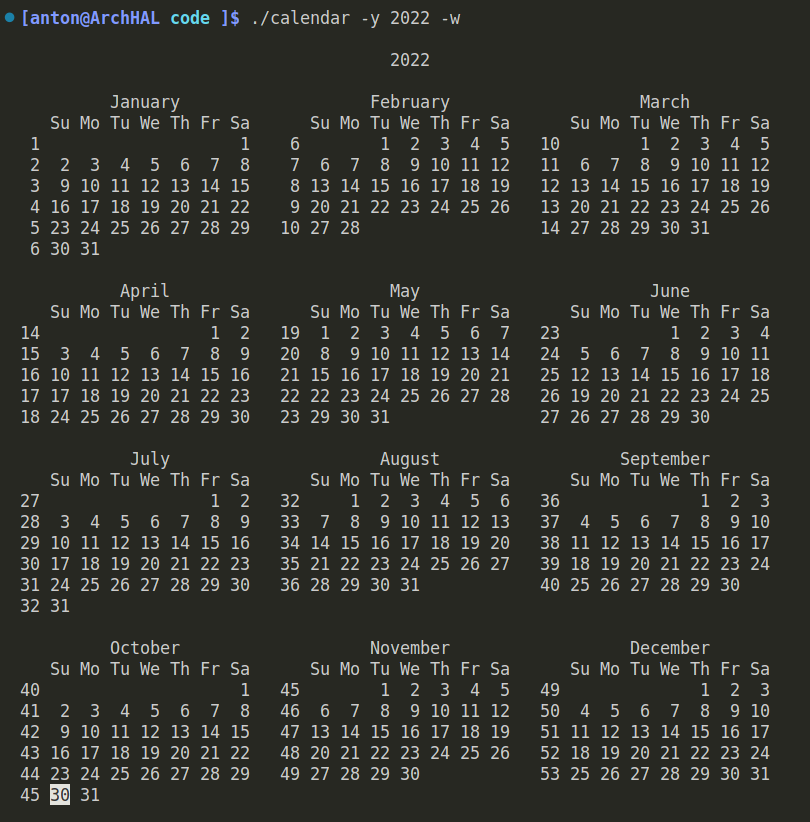 [anton@ArchHAL code ]$ ./calendar -y 2022 -w
                                     2022
         January                   February                   March
   Su Mo Tu We Th Fr Sa      Su Mo Tu We Th Fr Sa      Su Mo Tu We Th Fr Sa
 1                    1    6        1  2  3  4  5   10        1  2  3  4  5
 2  2  3  4  5  6  7  8    7  6  7  8  9 10 11 12   11  6  7  8  9 10 11 12
 3  9 10 11 12 13 14 15    8 13 14 15 16 17 18 19   12 13 14 15 16 17 18 19
 4 16 17 18 19 20 21 22    9 20 21 22 23 24 25 26   13 20 21 22 23 24 25 26
 5 23 24 25 26 27 28 29   10 27 28                  14 27 28 29 30 31
 6 30 31
          April                      May                       June
   Su Mo Tu We Th Fr Sa      Su Mo Tu We Th Fr Sa      Su Mo Tu We Th Fr Sa
14                 1  2   19  1  2  3  4  5  6  7   23           1  2  3  4
15  3  4  5  6  7  8  9   20  8  9 10 11 12 13 14   24  5  6  7  8  9 10 11
16 10 11 12 13 14 15 16   21 15 16 17 18 19 20 21   25 12 13 14 15 16 17 18
17 17 18 19 20 21 22 23   22 22 23 24 25 26 27 28   26 19 20 21 22 23 24 25
18 24 25 26 27 28 29 30   23 29 30 31               27 26 27 28 29 30
           July                     August                  September
   Su Mo Tu We Th Fr Sa      Su Mo Tu We Th Fr Sa      Su Mo Tu We Th Fr Sa
27                 1  2   32     1  2  3  4  5  6   36              1  2  3
28  3  4  5  6  7  8  9   33  7  8  9 10 11 12 13   37  4  5  6  7  8  9 10
29 10 11 12 13 14 15 16   34 14 15 16 17 18 19 20   38 11 12 13 14 15 16 17
30 17 18 19 20 21 22 23   35 21 22 23 24 25 26 27   39 18 19 20 21 22 23 24
31 24 25 26 27 28 29 30   36 28 29 30 31            40 25 26 27 28 29 30
32 31
         October                   November                  December
   Su Mo Tu We Th Fr Sa      Su Mo Tu We Th Fr Sa      Su Mo Tu We Th Fr Sa
40                    1   45        1  2  3  4  5   49              1  2  3
41  2  3  4  5  6  7  8   46  6  7  8  9 10 11 12   50  4  5  6  7  8  9 10
42  9 10 11 12 13 14 15   47 13 14 15 16 17 18 19   51 11 12 13 14 15 16 17
43 16 17 18 19 20 21 22   48 20 21 22 23 24 25 26   52 18 19 20 21 22 23 24
44 23 24 25 26 27 28 29   49 27 28 29 30            53 25 26 27 28 29 30 31
45 30 31